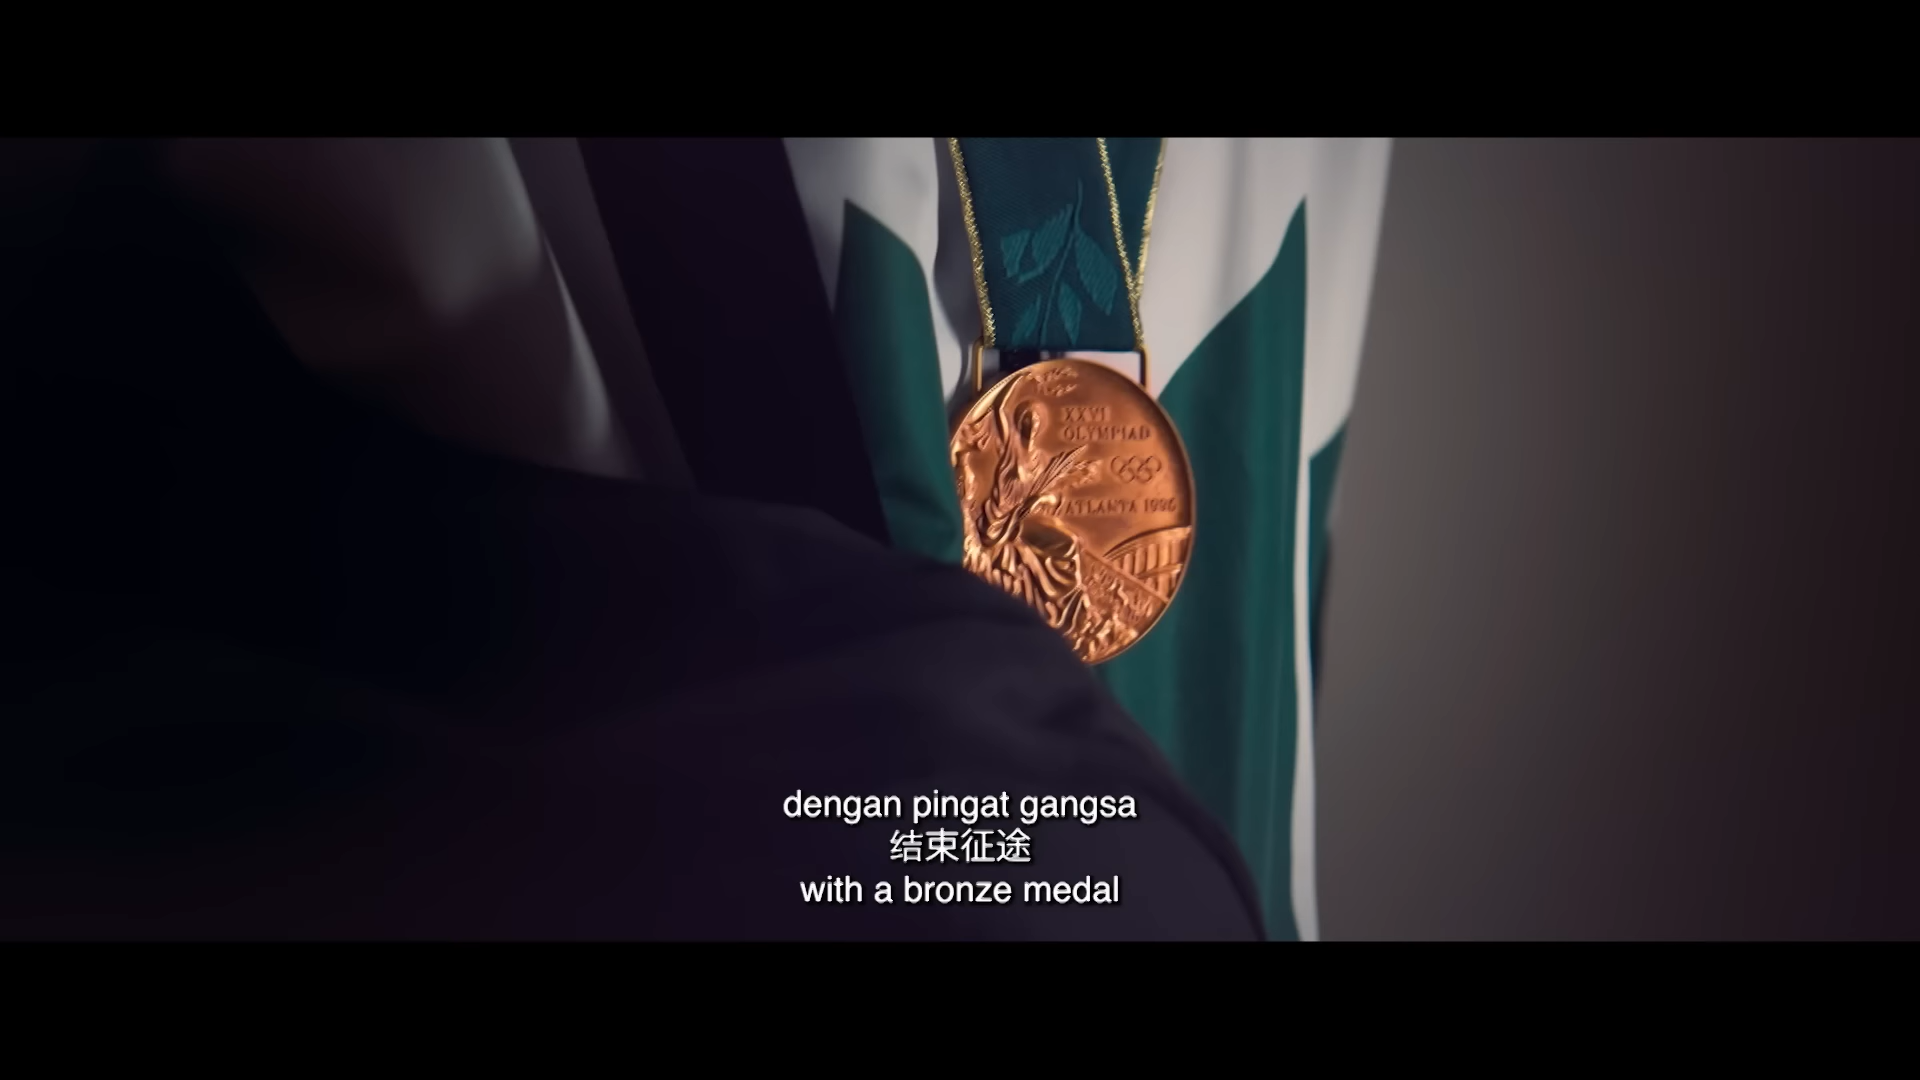 XXVI
OLYMPIAD
ATLANTA 1996
dengan pingat gangsa
结束征途
with a bronze medal